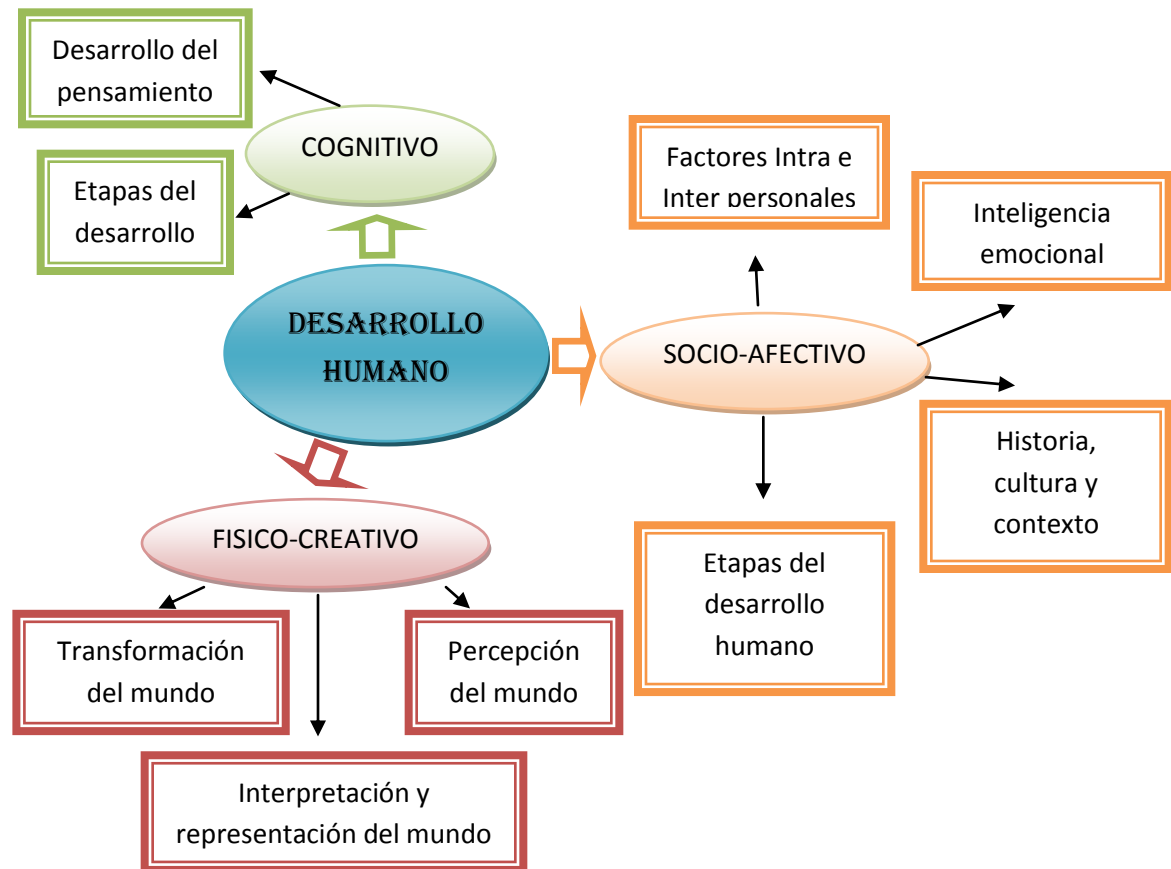 Desarrollo del
pensamiento
COGNITIVO
Etapas del
desarrollo
Factores Intra e
Inter personales
Inteligencia
emocional
DESARROLLO
HUMANO
SOCIO-AFECTIVO
Historia,
cultura y
contexto
FISICO-CREATIVO
Etapas del
desarrollo
humano
Transformación
del mundo
Percepción
del mundo
Interpretación y
representación del mundo